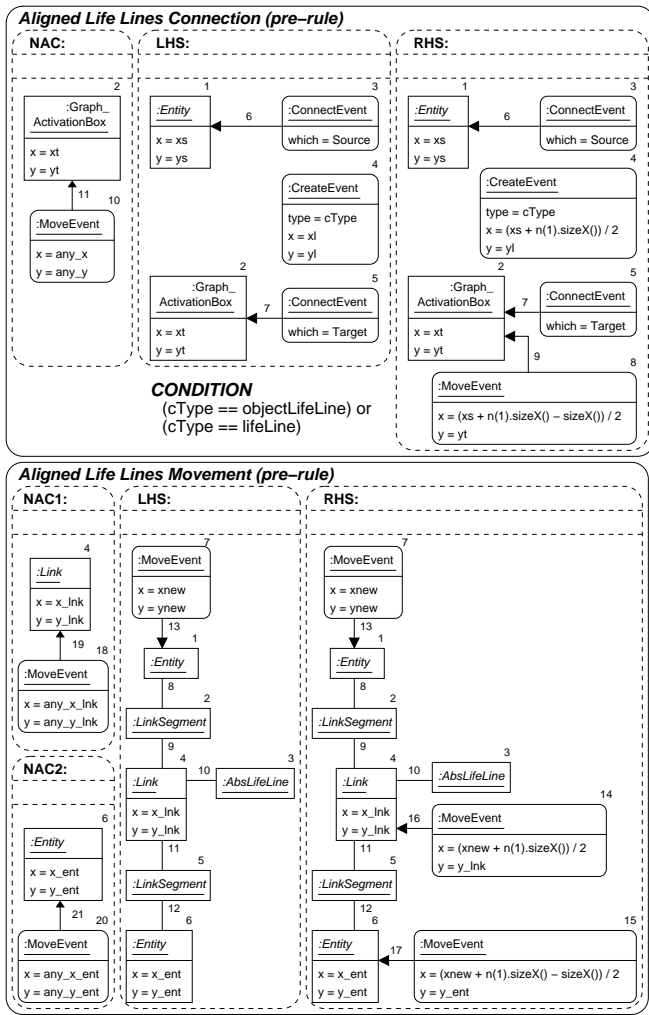 Aligned Life Lines Connection (pre−rule)
NAC:
2
:Graph_
ActivationBox
x = xt
y = yt
11
10
:MoveEvent
x = any_x
y = any_y
LHS:
1
:Entity
x = xs
y = ys
6
3
:ConnectEvent
which = Source
4
:CreateEvent
type = cType
x = xl
y = yl
2
:Graph_
ActivationBox
x = xt
y = yt
7
5
:ConnectEvent
which = Target
CONDITION
(cType == objectLifeLine) or
(cType == lifeLine)
RHS:
1
:Entity
x = xs
y = ys
6
3
:ConnectEvent
which = Source
4
:CreateEvent
type = cType
x = (xs + n(1).sizeX()) / 2
y = yl
2
:Graph_
ActivationBox
x = xt
y = yt
7
5
:ConnectEvent
which = Target
9
8
:MoveEvent
x = (xs + n(1).sizeX() − sizeX()) / 2
y = yt
Aligned Life Lines Movement (pre−rule)
NAC1:
4
:Link
x = x_lnk
y = y_lnk
19
18
:MoveEvent
x = any_x_lnk
y = any_y_lnk
NAC2:
6
:Entity
x = x_ent
y = y_ent
21
20
:MoveEvent
x = any_x_ent
y = any_y_ent
LHS:
7
:MoveEvent
x = xnew
y = ynew
13
1
:Entity
8
2
:LinkSegment
9
4
:Link
x = x_lnk
y = y_lnk
10
3
:AbsLifeLine
11
5
:LinkSegment
12
6
:Entity
x = x_ent
y = y_ent
RHS:
7
:MoveEvent
x = xnew
y = ynew
13
1
:Entity
8
2
:LinkSegment
9
4
:Link
x = x_lnk
y = y_lnk
10
3
:AbsLifeLine
14
16
:MoveEvent
x = (xnew + n(1).sizeX()) / 2
y = y_lnk
11
5
:LinkSegment
12
6
:Entity
x = x_ent
y = y_ent
17
15
:MoveEvent
x = (xnew + n(1).sizeX() − sizeX()) / 2
y = y_ent